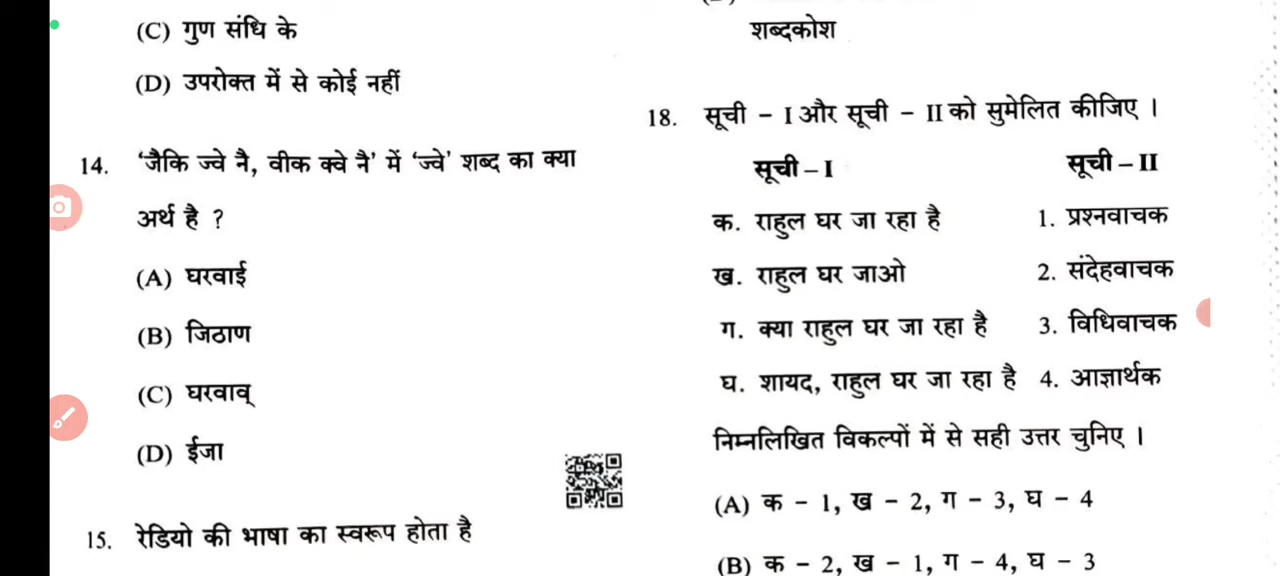 (C) गुण संधि के
(D) उपरोक्त में से कोई नहीं
14. 'जैकि ज्वे नै, वीक क्वे नै' में 'ज्वे' शब्द का क्या
अर्थ है ?
(A) घरवाई
(B) जिठाण
(C) घरवाव्
(D) ईजा
15. रेडियो की भाषा का स्वरूप होता है
शब्दकोश
18. सूची – I और सूची – II को सुमेलित कीजिए ।
सूची – I सूची – II
क. राहुल घर जा रहा है 1. प्रश्नवाचक
ख. राहुल घर जाओ 2. संदेहवाचक
ग. क्या राहुल घर जा रहा है 3. विधिवाचक
घ. शायद, राहुल घर जा रहा है 4. आज्ञार्थक
निम्नलिखित विकल्पों में से सही उत्तर चुनिए ।
(A) क – 1, ख – 2, ग – 3, घ – 4
(B) क – 2, ख – 1, ग – 4, घ – 3